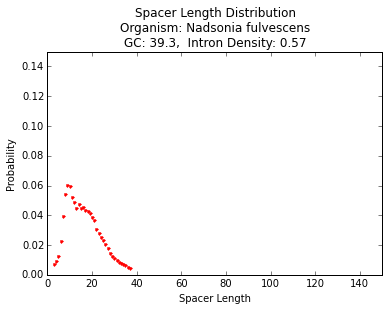 Spacer Length Distribution
Organism: Nadsonia fulvescens
GC: 39.3,  Intron Density: 0.57
0.14
0.12
0.10
0.08
0.06
0.04
0.02
0.00
Probability
0 20 40 60 80 100 120 140
Spacer Length